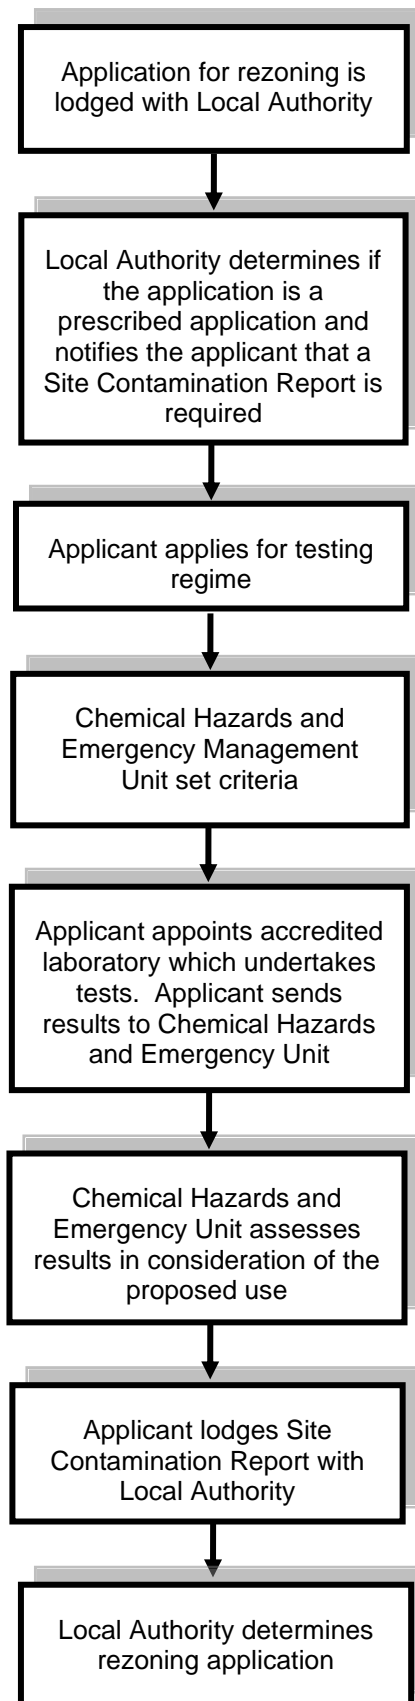 Application for rezoning is
lodged with Local Authority
Local Authority determines if
the application is a
prescribed application and
notifies the applicant that a
Site Contamination Report is
required
Applicant applies for testing
regime
Chemical Hazards and
Emergency Management
Unit set criteria
Applicant appoints accredited
laboratory which undertakes
tests.  Applicant sends
results to Chemical Hazards
and Emergency Unit
Chemical Hazards and
Emergency Unit assesses
results in consideration of the
proposed use
Applicant lodges Site
Contamination Report with
Local Authority
Local Authority determines
rezoning application